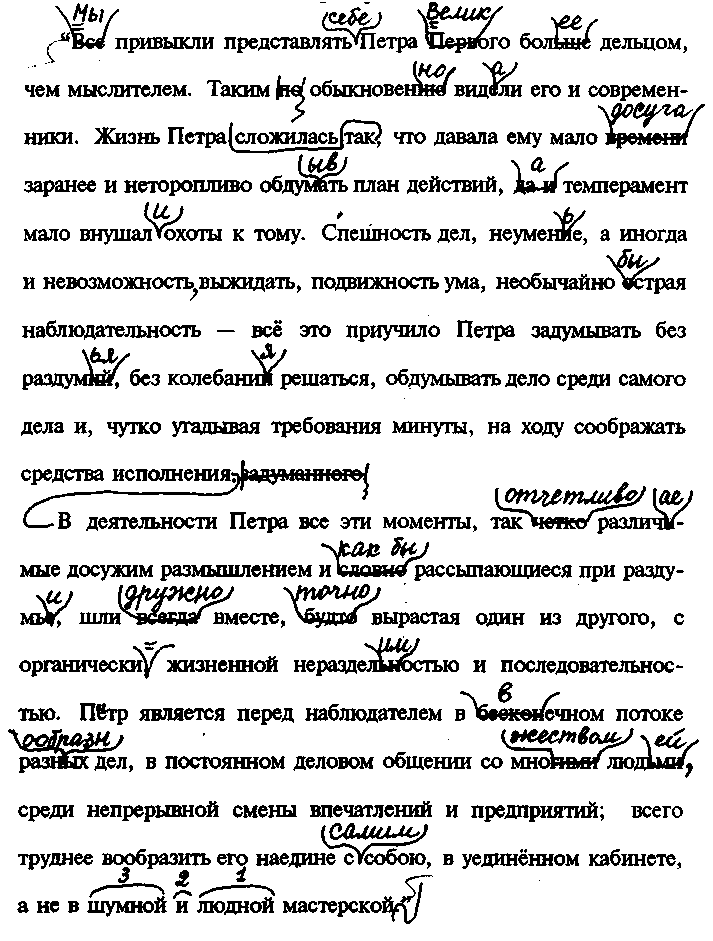 Мы себе Велик ее
“Все привыкли представлять Петра Первого больше дельцом,
но а
чем мыслителем. Таким по обыкновению видели его и современ-
досуга
ники. Жизнь Петра сложилась так, что давала ему мало времени
ыв а
заранее и неторопливо обдумать план действий, да и темперамент
и ь
мало внушал охоты к тому. Спешность дел, неумение, а иногда
бы
и невозможность, выжидать, подвижность ума, необычайно острая
наблюдательность — всё это приучило Петра задумывать без
ья я
раздумий, без колебаний решаться, обдумывать дело среди самого
дела и, чутко угадывая требования минуты, на ходу соображать
средства исполнения, задуманного
отчетливо ае
В деятельности Петра все эти моменты, так четко различи-
как бы
мые досужим размышлением и словно рассыпающиеся при разду-
и дружно точно
мье, шли всегда вместе, будто вырастая один из другого, с
им
органически жизненной нераздельностью и последовательнос-
в
тью. Пётр является перед наблюдателем в бесконечном потоке
ообразн жеством ей,
разных дел, в постоянном деловом общении со многими людьми
среди непрерывной смены впечатлений и предприятий; всего
самим
труднее вообразить его наедине с собою, в уединённом кабинете,
3 2 1
а не в шумной и людной мастерской.”